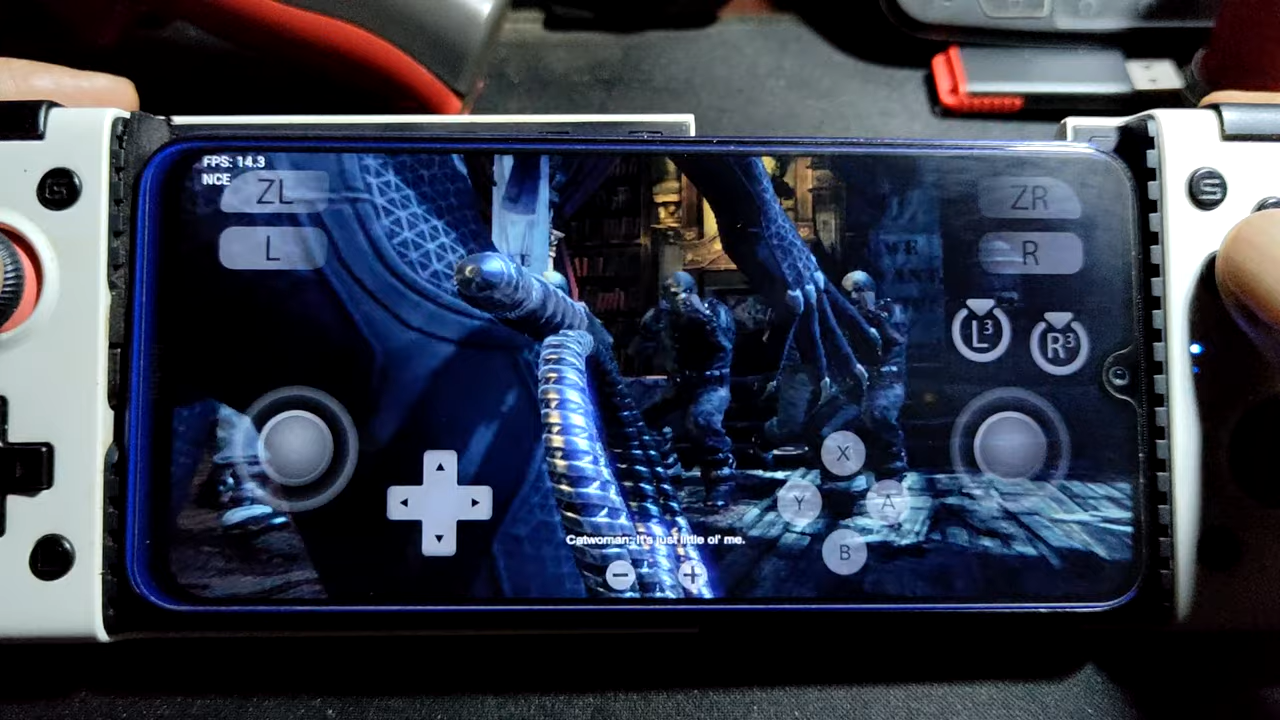 FPS: 14.3
NCE
ZL
ZR
L
R
L3
R3
X
Y
A
B
Catwoman: It's just little ol' me.
S